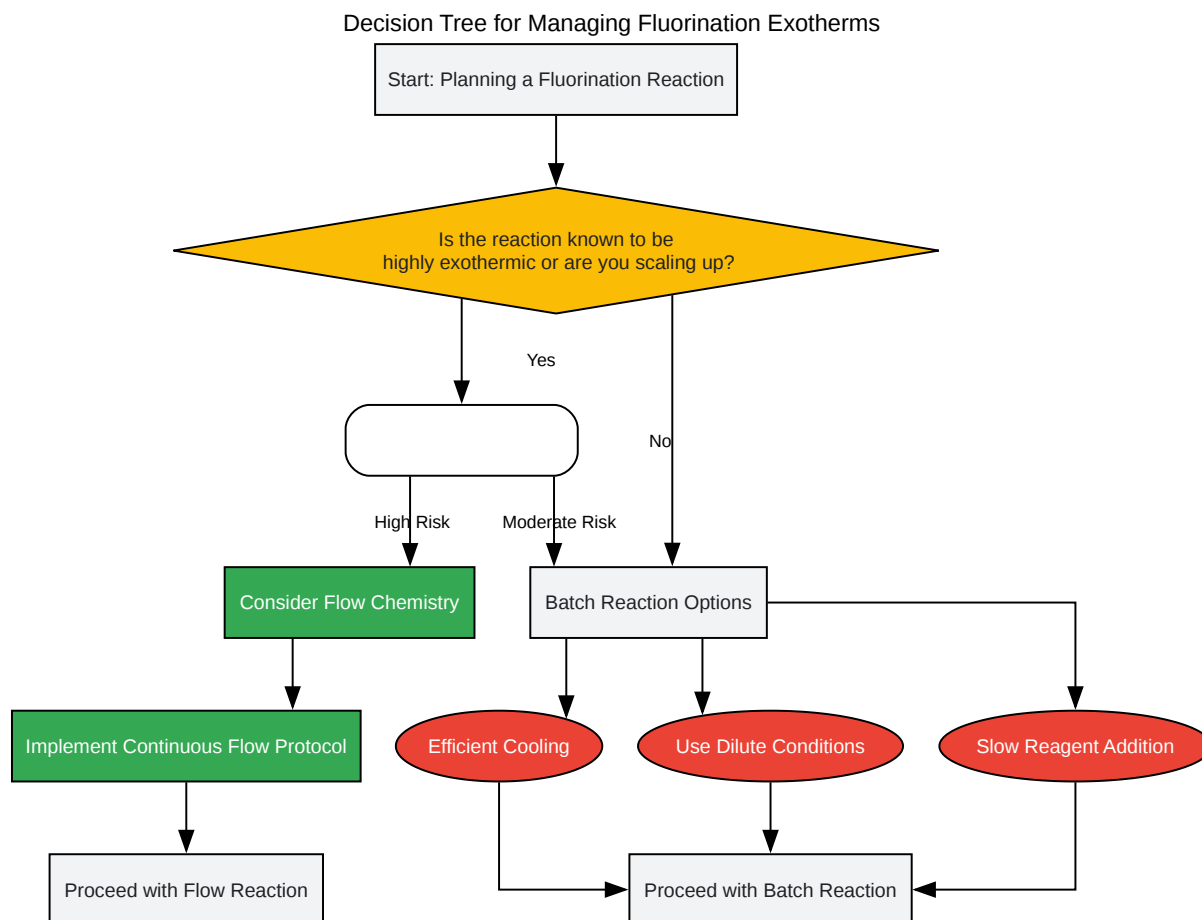 Decision Tree for Managing Fluorination Exotherms
Start: Planning a Fluorination Reaction
Is the reaction known to be
highly exothermic or are you scaling up?
Yes
No
High Risk
Moderate Risk
Consider Flow Chemistry
Batch Reaction Options
Implement Continuous Flow Protocol
Efficient Cooling
Use Dilute Conditions
Slow Reagent Addition
Proceed with Flow Reaction
Proceed with Batch Reaction